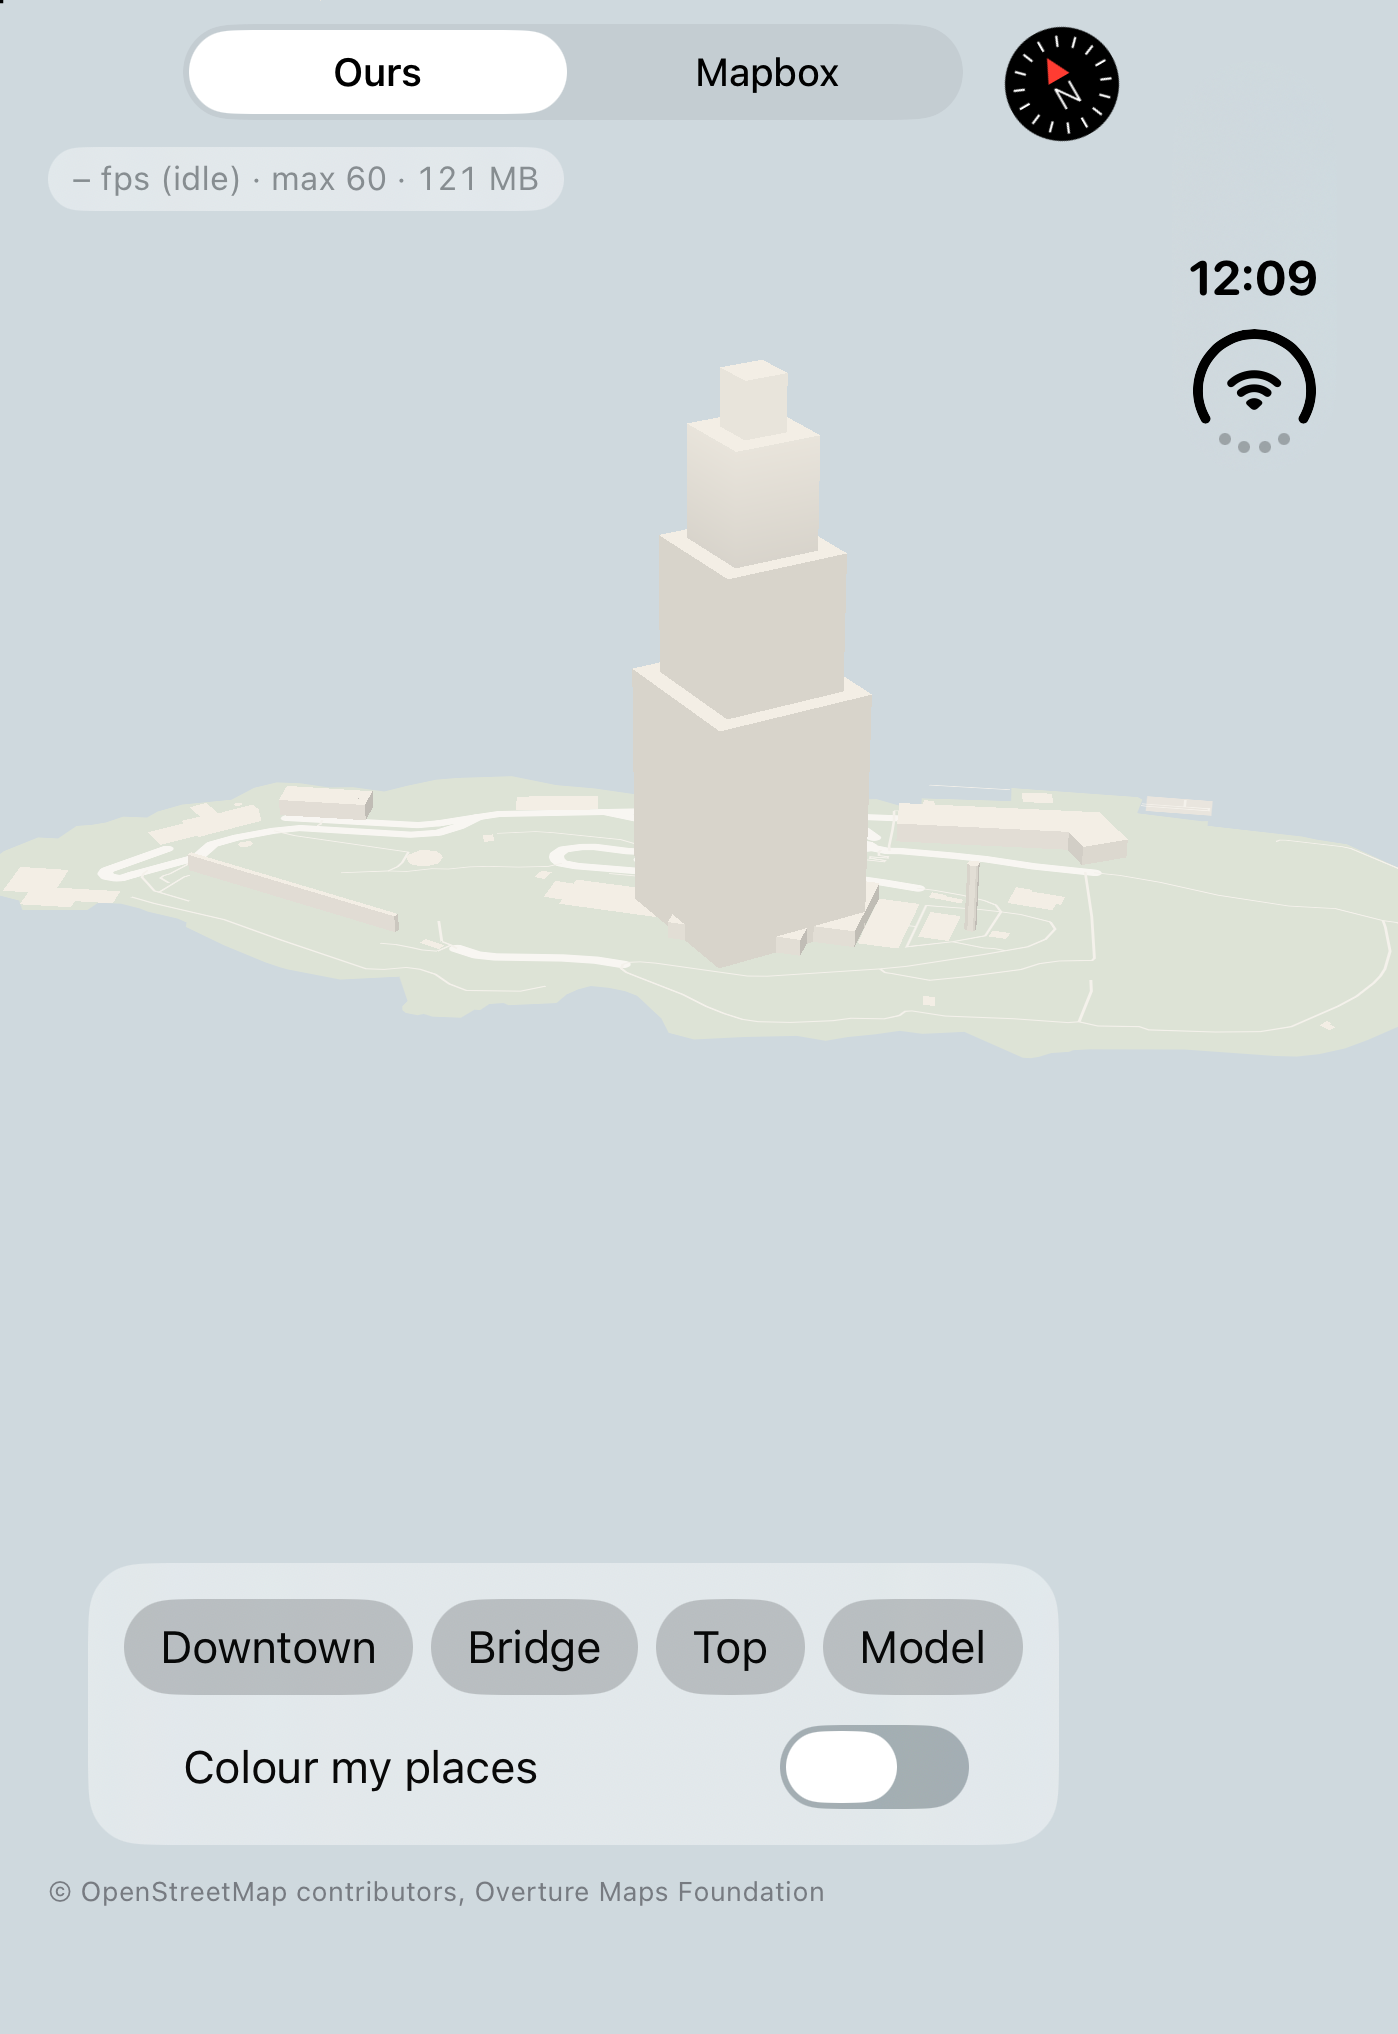 Ours
Mapbox
N
– fps (idle) · max 60 · 121 MB
12:09
Downtown
Bridge
Top
Model
Colour my places
© OpenStreetMap contributors, Overture Maps Foundation